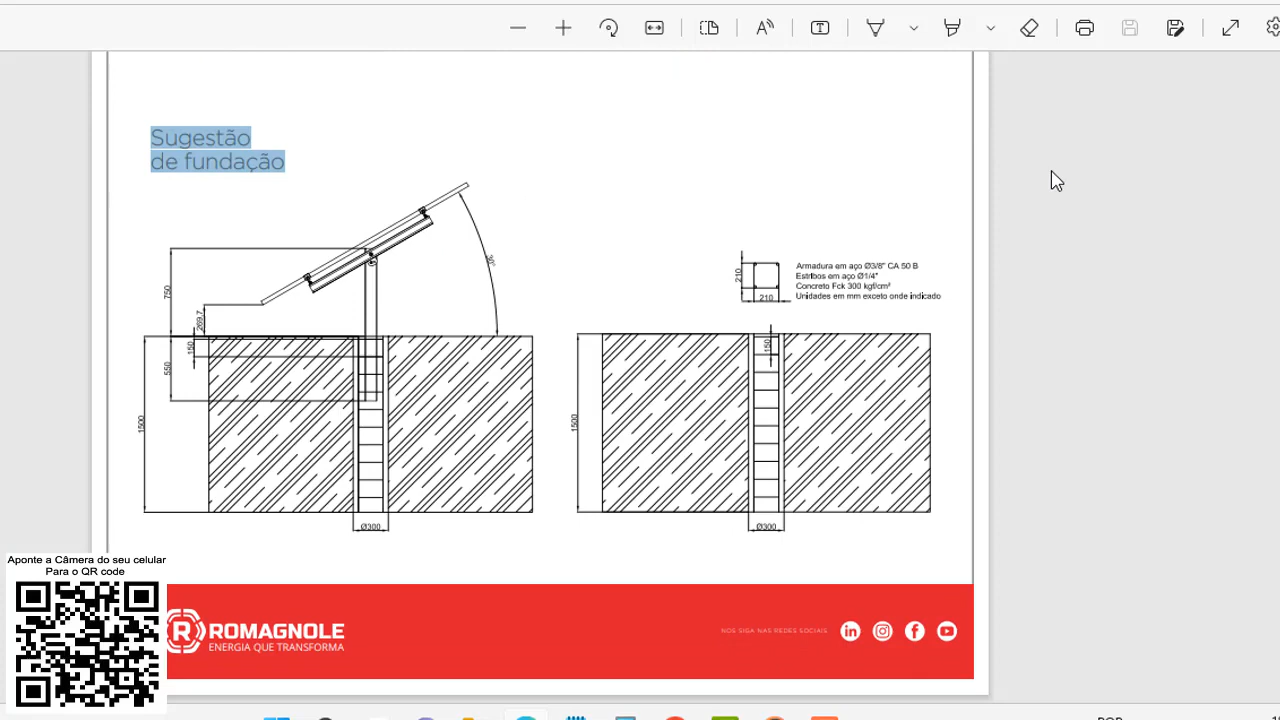 Sugestão
de fundação
750
269,7
150
550
1500
Ø300
210
210
Armadura em aço Ø3/8" CA 50 B
Estribos em aço Ø1/4"
Concreto Fck 300 kgf/cm²
Unidades em mm exceto onde indicado
150
1500
Ø300
Aponte a Câmera do seu celular
Para o QR code
R ROMAGNOLE
ENERGIA QUE TRANSFORMA
NOS SIGA NAS REDES SOCIAIS